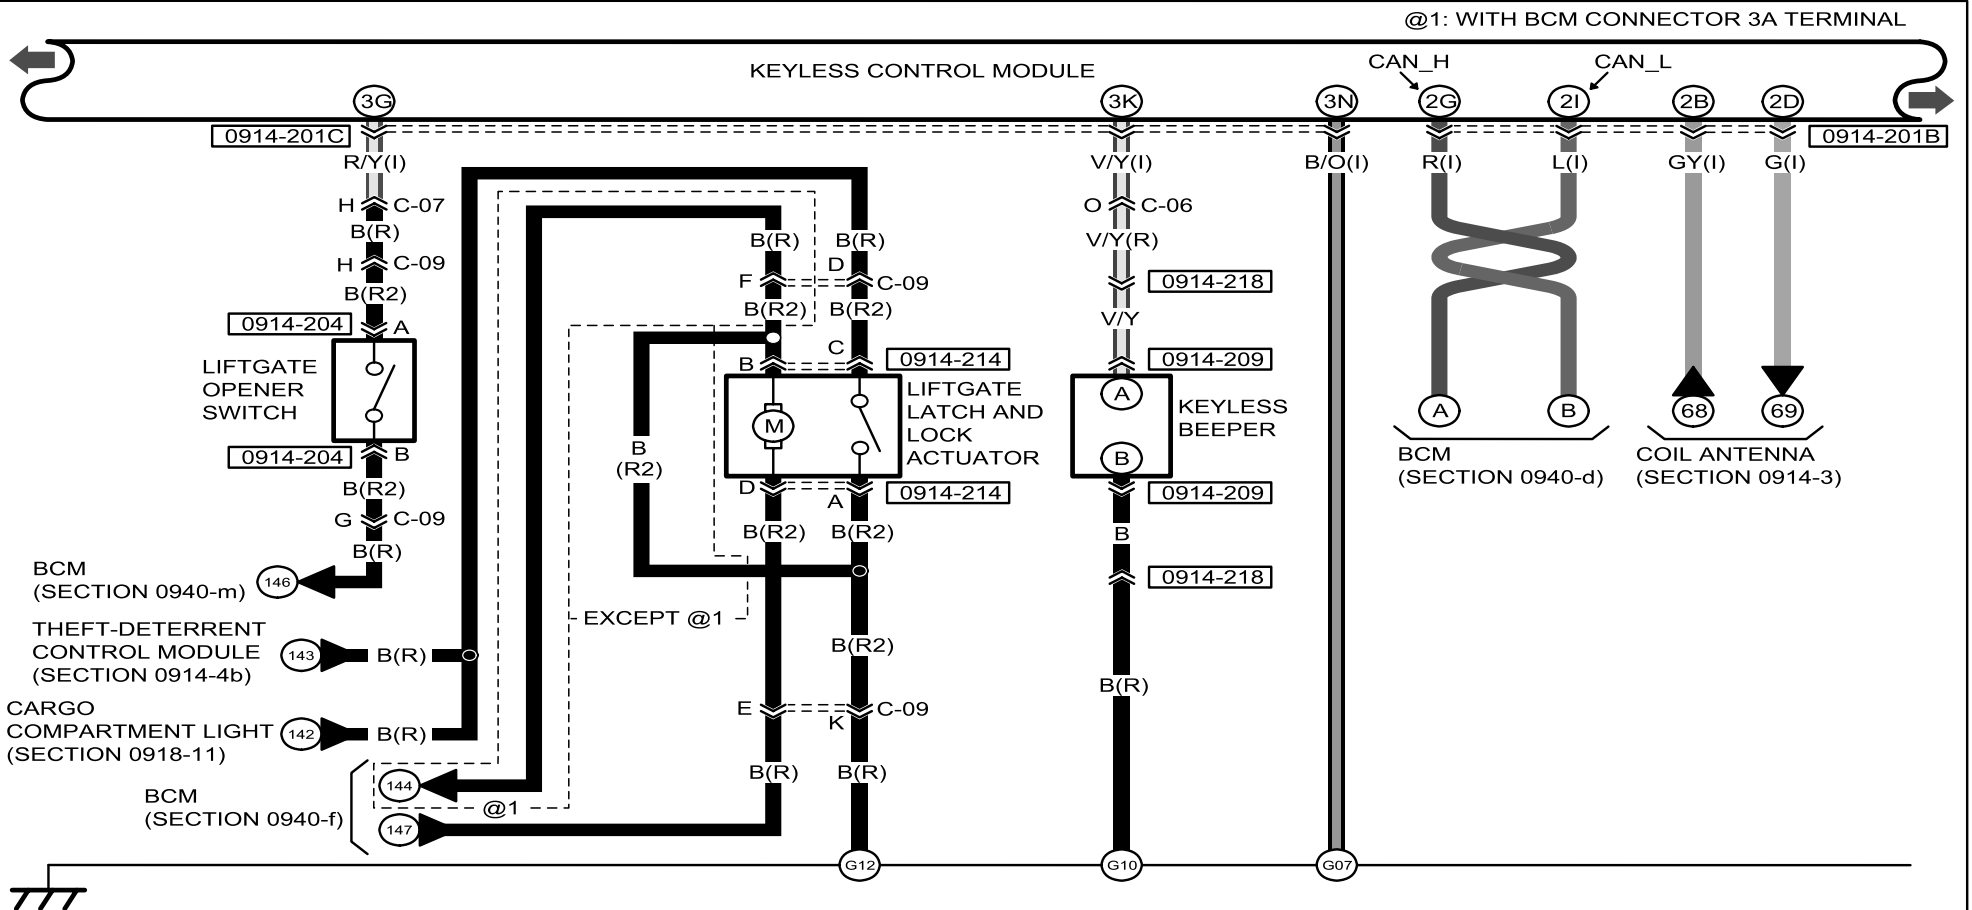 @1: WITH BCM CONNECTOR 3A TERMINAL
KEYLESS CONTROL MODULE
CAN_H
CAN_L
3G
3K
3N
2G
2I
2B
2D
0914-201C
0914-201B
R/Y(I)
V/Y(I)
B/O(I)
R(I)
L(I)
GY(I)
G(I)
H
C-07
O
C-06
B(R)
B(R)
B(R)
V/Y(R)
H
C-09
F
D
C-09
0914-218
B(R2)
B(R2)
B(R2)
V/Y
0914-204
A
B
C
0914-214
0914-209
LIFTGATE
OPENER
SWITCH
LIFTGATE
LATCH AND
LOCK
ACTUATOR
M
A
B
KEYLESS
BEEPER
A
B
68
69
BCM
(SECTION 0940-d)
COIL ANTENNA
(SECTION 0914-3)
0914-204
B
B
(R2)
B(R2)
D
A
0914-214
0914-209
G
C-09
B(R2)
B(R2)
B
B(R)
BCM
(SECTION 0940-m)
146
0914-218
EXCEPT @1
THEFT-DETERRENT
CONTROL MODULE
(SECTION 0914-4b)
143
B(R)
B(R2)
B(R)
CARGO
COMPARTMENT LIGHT
(SECTION 0918-11)
142
B(R)
E
K
C-09
B(R)
B(R)
BCM
(SECTION 0940-f)
144
@1
147
G12
G10
G07